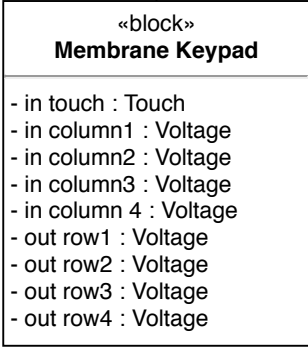 «block»
Membrane Keypad
- in touch : Touch
- in column1 : Voltage
- in column2 : Voltage
- in column3 : Voltage
- in column 4 : Voltage
- out row1 : Voltage
- out row2 : Voltage
- out row3 : Voltage
- out row4 : Voltage